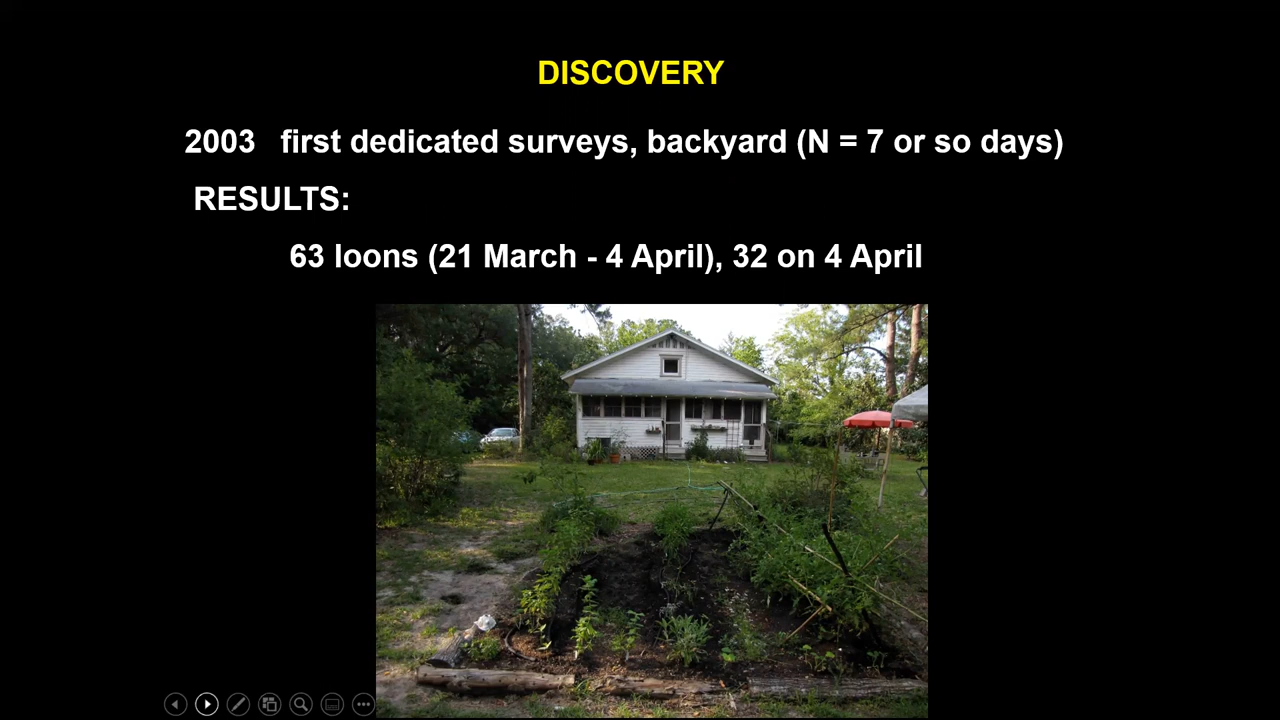 DISCOVERY
2003 first dedicated surveys, backyard (N = 7 or so days)
RESULTS:
63 loons (21 March - 4 April), 32 on 4 April